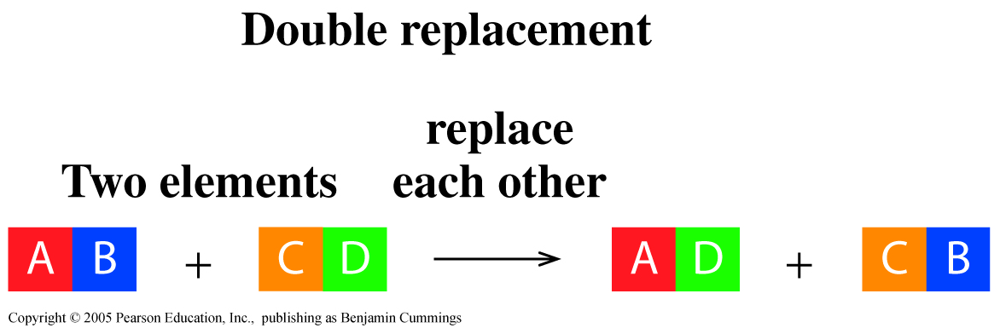 Double replacement
replace
Two elements each other
A B + C D → A D + C B
Copyright © 2005 Pearson Education, Inc., publishing as Benjamin Cummings